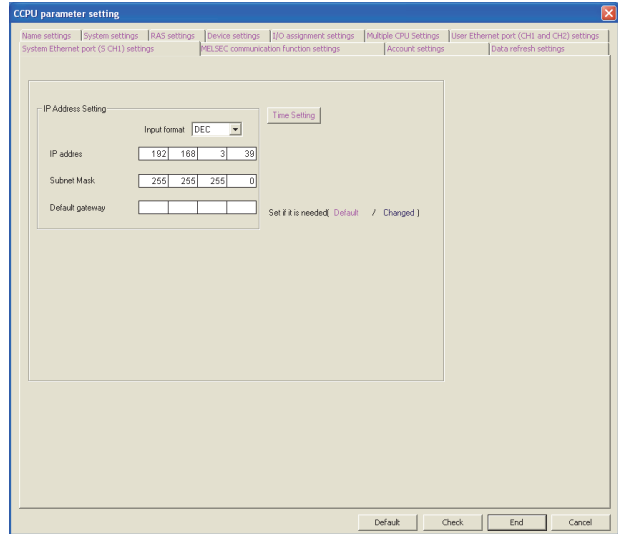 CCPU parameter setting
Name settings System settings RAS settings Device settings I/O assignment settings Multiple CPU Settings User Ethernet port (CH1 and CH2) settings
System Ethernet port (S CH1) settings MELSEC communication function settings Account settings Data refresh settings
IP Address Setting
Time Setting
Input format DEC
IP addres 192 168 3 39
Subnet Mask 255 255 255 0
Default gateway
Set if it is needed( Default / Changed )
Default Check End Cancel